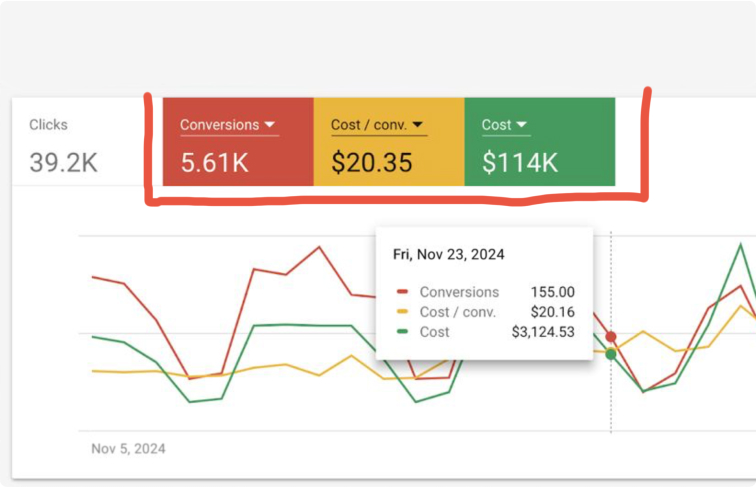 Clicks
Conversions
Cost / conv.
Cost
39.2K
5.61K
$20.35
$114K
Fri, Nov 23, 2024
Conversions 155.00
Cost / conv. $20.16
Cost $3,124.53
Nov 5, 2024